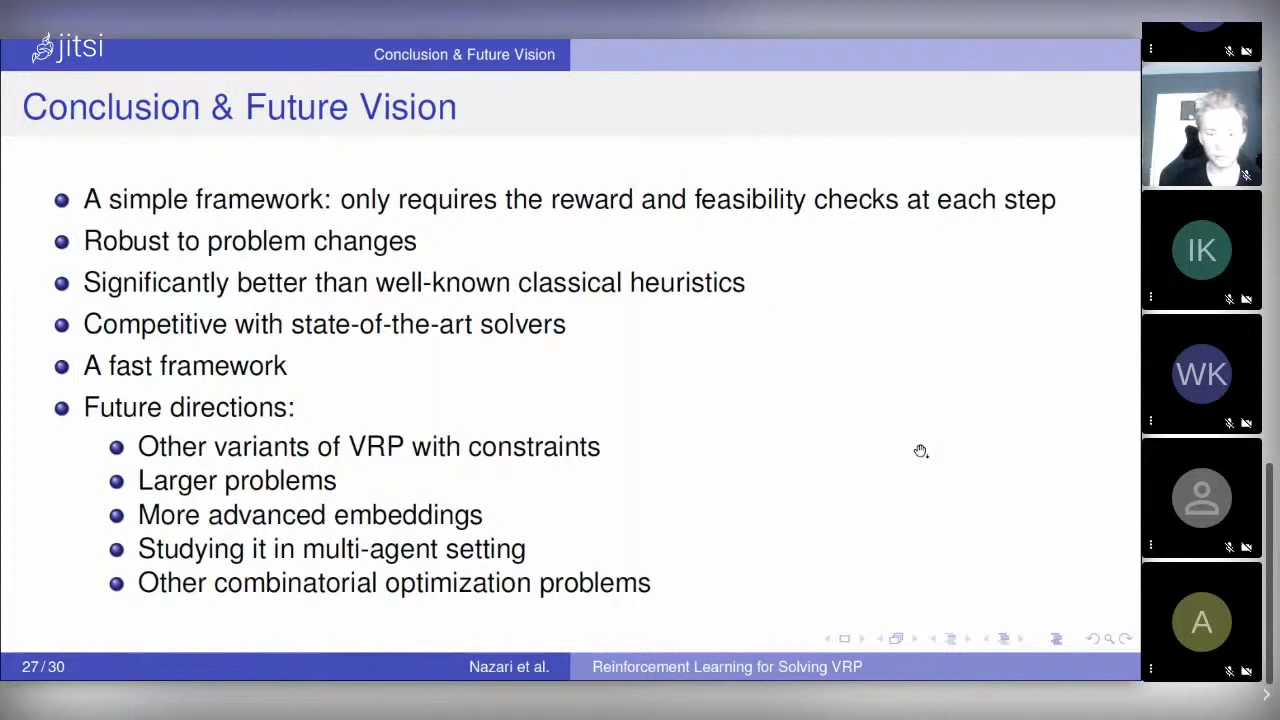 jitsi
Conclusion & Future Vision
Conclusion & Future Vision
A simple framework: only requires the reward and feasibility checks at each step
Robust to problem changes
Significantly better than well-known classical heuristics
Competitive with state-of-the-art solvers
A fast framework
Future directions:
Other variants of VRP with constraints
Larger problems
More advanced embeddings
Studying it in multi-agent setting
Other combinatorial optimization problems
27/30
Nazari et al.
Reinforcement Learning for Solving VRP
IK
WK
A